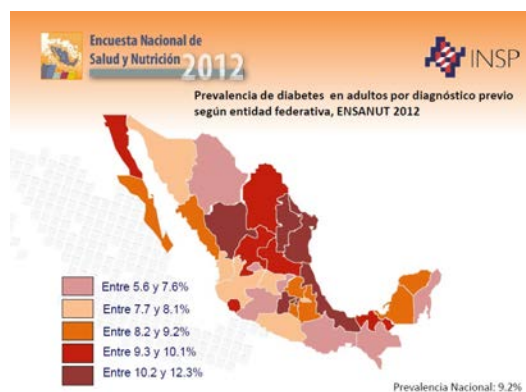 Encuesta Nacional de
Salud y Nutrición 2012
INSP
Prevalencia de diabetes en adultos por diagnóstico previo
según entidad federativa, ENSANUT 2012
Entre 5.6 y 7.6%
Entre 7.7 y 8.1%
Entre 8.2 y 9.2%
Entre 9.3 y 10.1%
Entre 10.2 y 12.3%
Prevalencia Nacional: 9.2%